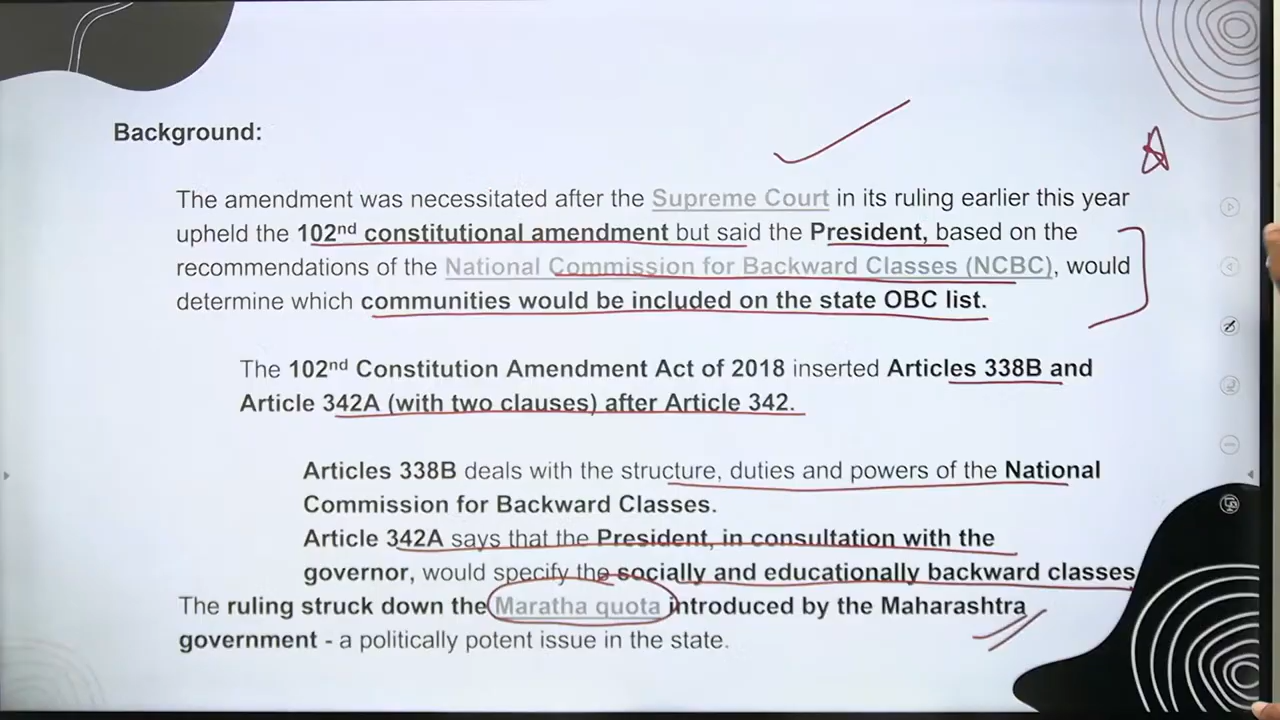 Background:
The amendment was necessitated after the Supreme Court in its ruling earlier this year
upheld the 102nd constitutional amendment but said the President, based on the
recommendations of the National Commission for Backward Classes (NCBC), would
determine which communities would be included on the state OBC list.
The 102nd Constitution Amendment Act of 2018 inserted Articles 338B and
Article 342A (with two clauses) after Article 342.
Articles 338B deals with the structure, duties and powers of the National
Commission for Backward Classes.
Article 342A says that the President, in consultation with the
governor, would specify the socially and educationally backward classes
The ruling struck down the Maratha quota introduced by the Maharashtra
government - a politically potent issue in the state.